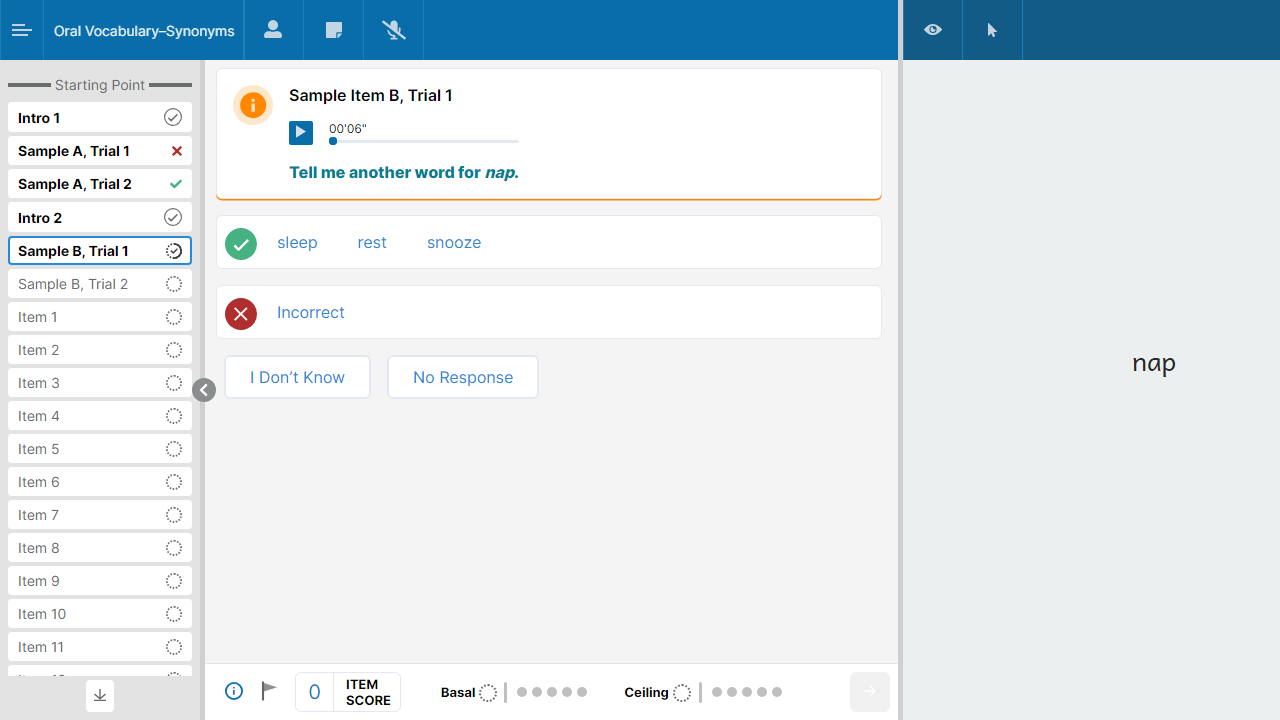 Oral Vocabulary–Synonyms
Starting Point
Intro 1
Sample A, Trial 1
Sample A, Trial 2
Intro 2
Sample B, Trial 1
Sample B, Trial 2
Item 1
Item 2
Item 3
Item 4
Item 5
Item 6
Item 7
Item 8
Item 9
Item 10
Item 11
Sample Item B, Trial 1
00'06"
Tell me another word for nap.
sleep rest snooze
Incorrect
I Don’t Know No Response
0 ITEM
SCORE
Basal Ceiling
nap